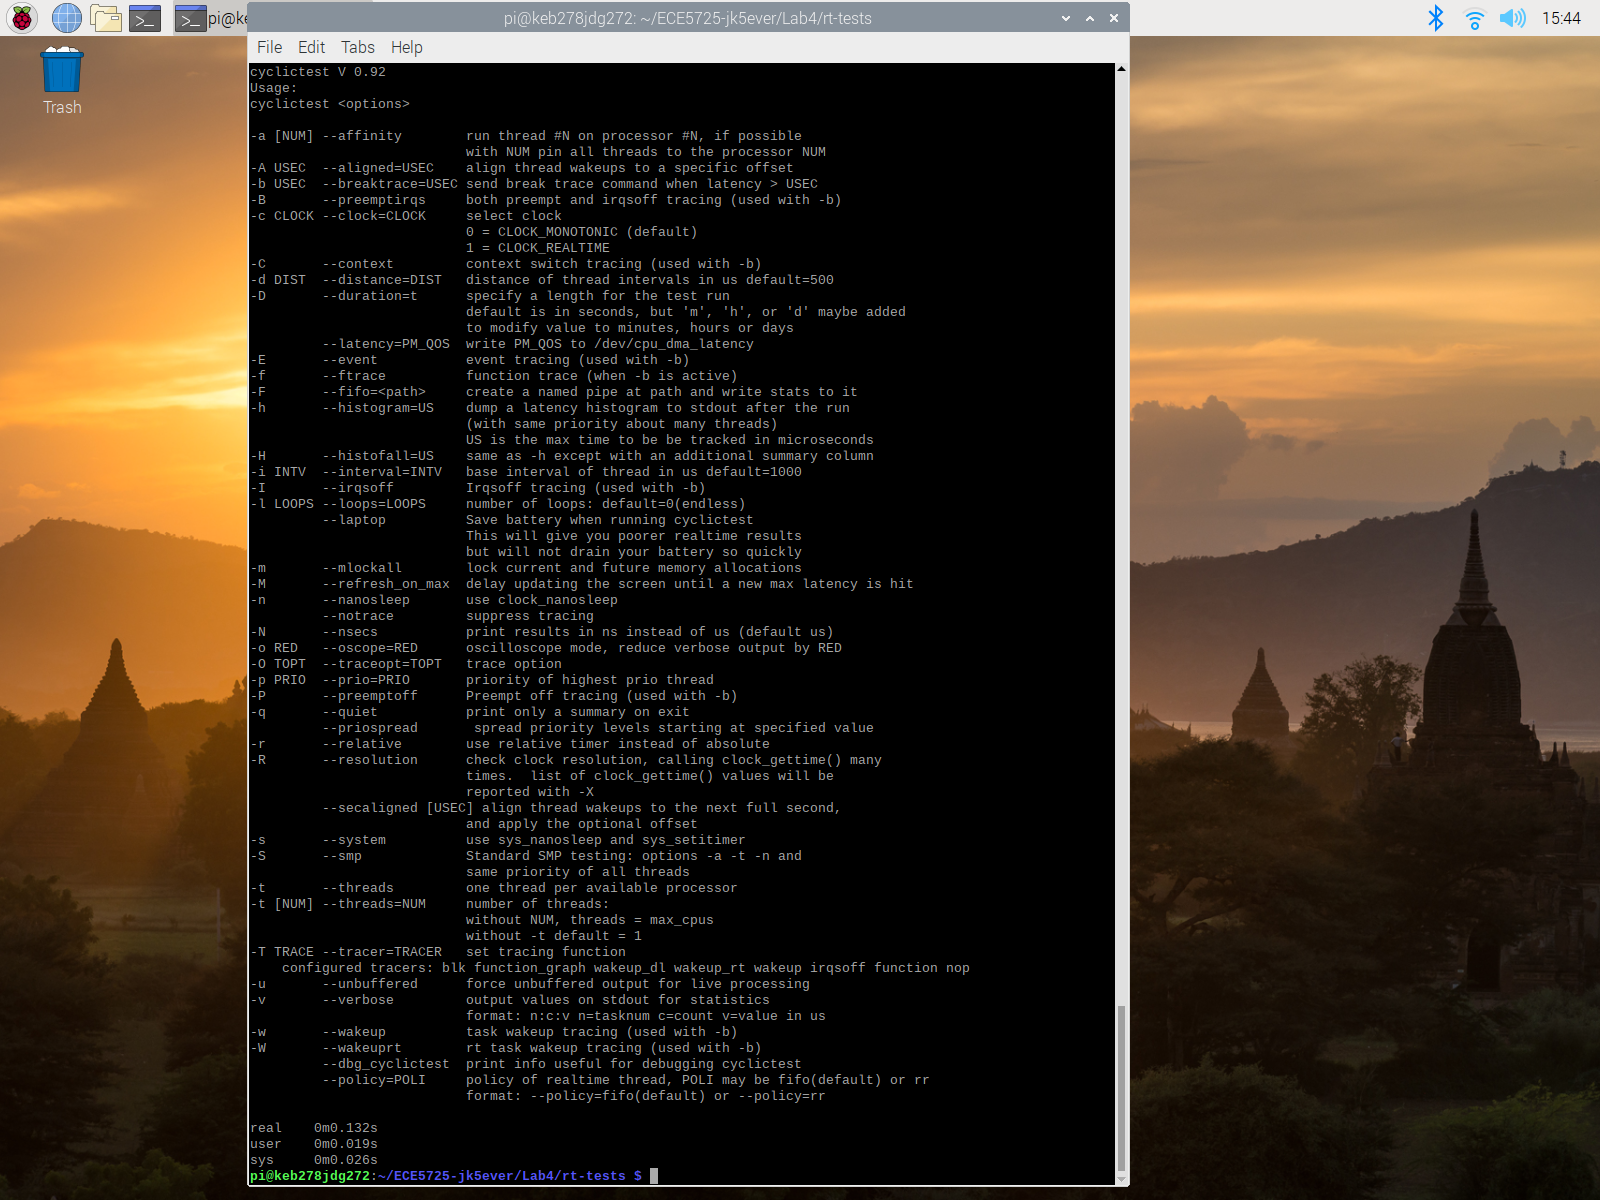 pi@ke
pi@keb278jdg272: ~/ECE5725-jk5ever/Lab4/rt-tests
15:44
File Edit Tabs Help
Trash
cyclictest V 0.92
Usage:
cyclictest <options>

-a [NUM] --affinity        run thread #N on processor #N, if possible
                           with NUM pin all threads to the processor NUM
-A USEC  --aligned=USEC    align thread wakeups to a specific offset
-b USEC  --breaktrace=USEC send break trace command when latency > USEC
-B       --preemptirqs     both preempt and irqsoff tracing (used with -b)
-c CLOCK --clock=CLOCK     select clock
                           0 = CLOCK_MONOTONIC (default)
                           1 = CLOCK_REALTIME
-C       --context         context switch tracing (used with -b)
-d DIST  --distance=DIST   distance of thread intervals in us default=500
-D       --duration=t      specify a length for the test run
                           default is in seconds, but 'm', 'h', or 'd' maybe added
                           to modify value to minutes, hours or days
         --latency=PM_QOS  write PM_QOS to /dev/cpu_dma_latency
-E       --event           event tracing (used with -b)
-f       --ftrace          function trace (when -b is active)
-F       --fifo=<path>     create a named pipe at path and write stats to it
-h       --histogram=US    dump a latency histogram to stdout after the run
                           (with same priority about many threads)
                           US is the max time to be be tracked in microseconds
-H       --histofall=US    same as -h except with an additional summary column
-i INTV  --interval=INTV   base interval of thread in us default=1000
-I       --irqsoff         Irqsoff tracing (used with -b)
-l LOOPS --loops=LOOPS     number of loops: default=0(endless)
         --laptop          Save battery when running cyclictest
                           This will give you poorer realtime results
                           but will not drain your battery so quickly
-m       --mlockall        lock current and future memory allocations
-M       --refresh_on_max  delay updating the screen until a new max latency is hit
-n       --nanosleep       use clock_nanosleep
         --notrace         suppress tracing
-N       --nsecs           print results in ns instead of us (default us)
-o RED   --oscope=RED      oscilloscope mode, reduce verbose output by RED
-O TOPT  --traceopt=TOPT   trace option
-p PRIO  --prio=PRIO       priority of highest prio thread
-P       --preemptoff      Preempt off tracing (used with -b)
-q       --quiet           print only a summary on exit
         --priospread       spread priority levels starting at specified value
-r       --relative        use relative timer instead of absolute
-R       --resolution      check clock resolution, calling clock_gettime() many
                           times.  list of clock_gettime() values will be
                           reported with -X
         --secaligned [USEC] align thread wakeups to the next full second,
                           and apply the optional offset
-s       --system          use sys_nanosleep and sys_setitimer
-S       --smp             Standard SMP testing: options -a -t -n and
                           same priority of all threads
-t       --threads         one thread per available processor
-t [NUM] --threads=NUM     number of threads:
                           without NUM, threads = max_cpus
                           without -t default = 1
-T TRACE --tracer=TRACER   set tracing function
    configured tracers: blk function_graph wakeup_dl wakeup_rt wakeup irqsoff function nop
-u       --unbuffered      force unbuffered output for live processing
-v       --verbose         output values on stdout for statistics
                           format: n:c:v n=tasknum c=count v=value in us
-w       --wakeup          task wakeup tracing (used with -b)
-W       --wakeuprt        rt task wakeup tracing (used with -b)
         --dbg_cyclictest  print info useful for debugging cyclictest
         --policy=POLI     policy of realtime thread, POLI may be fifo(default) or rr
                           format: --policy=fifo(default) or --policy=rr

real    0m0.132s
user    0m0.019s
sys     0m0.026s
pi@keb278jdg272:~/ECE5725-jk5ever/Lab4/rt-tests $